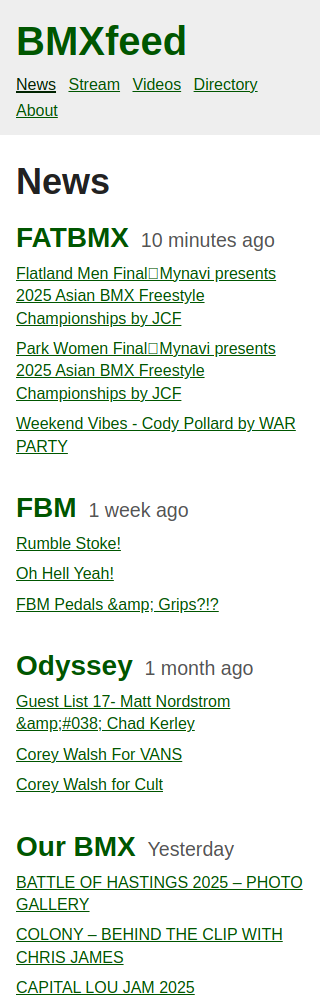 BMXfeed
News Stream Videos Directory
About
News
FATBMX 10 minutes ago
Flatland Men Final□Mynavi presents
2025 Asian BMX Freestyle
Championships by JCF
Park Women Final□Mynavi presents
2025 Asian BMX Freestyle
Championships by JCF
Weekend Vibes - Cody Pollard by WAR
PARTY
FBM 1 week ago
Rumble Stoke!
Oh Hell Yeah!
FBM Pedals &amp; Grips?!?
Odyssey 1 month ago
Guest List 17- Matt Nordstrom
&amp;#038; Chad Kerley
Corey Walsh For VANS
Corey Walsh for Cult
Our BMX Yesterday
BATTLE OF HASTINGS 2025 – PHOTO
GALLERY
COLONY – BEHIND THE CLIP WITH
CHRIS JAMES
CAPITAL LOU JAM 2025